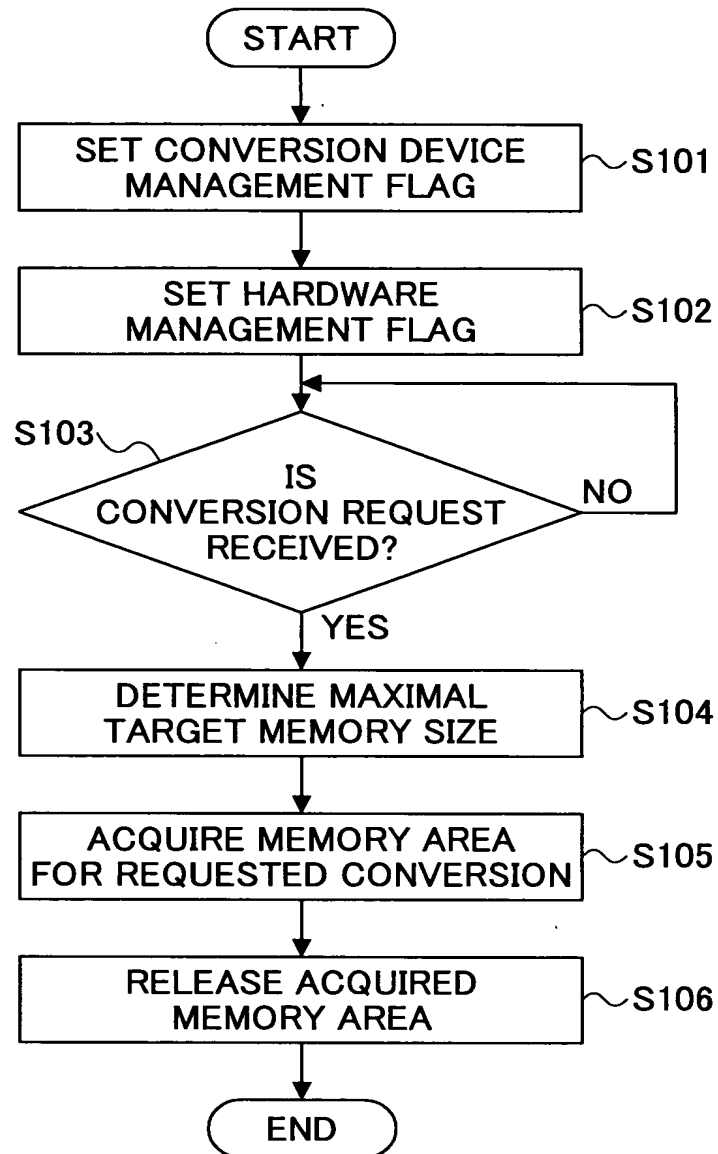 START
SET CONVERSION DEVICE
MANAGEMENT FLAG
S101
SET HARDWARE
MANAGEMENT FLAG
S102
S103
IS
CONVERSION REQUEST
RECEIVED?
NO
YES
DETERMINE MAXIMAL
TARGET MEMORY SIZE
S104
ACQUIRE MEMORY AREA
FOR REQUESTED CONVERSION
S105
RELEASE ACQUIRED
MEMORY AREA
S106
END